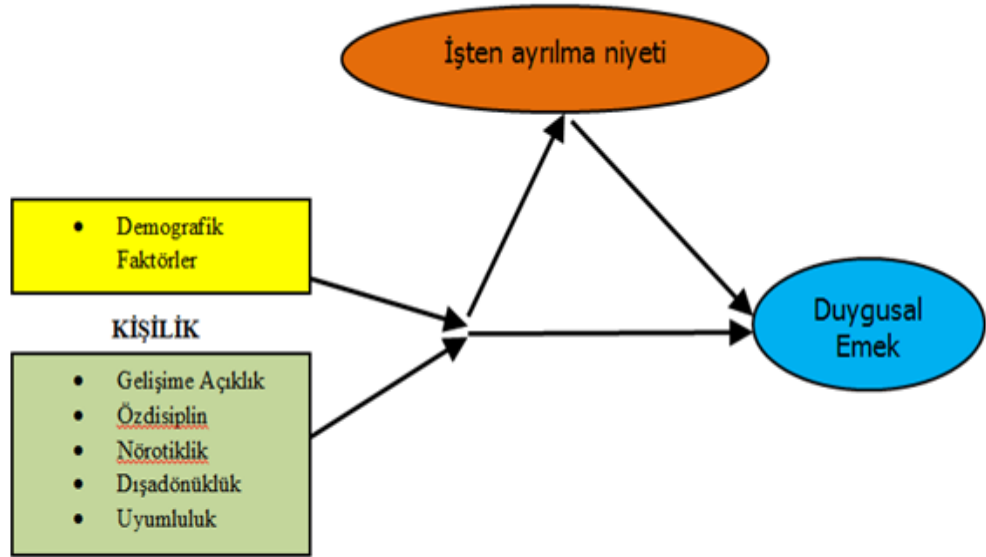 İşten ayrılma niyeti
• Demografik
Faktörler
KİŞİLİK
• Gelişime Açıklık
• Özdisiplin
• Nörotiklik
• Dışadönüklük
• Uyumluluk
Duygusal
Emek